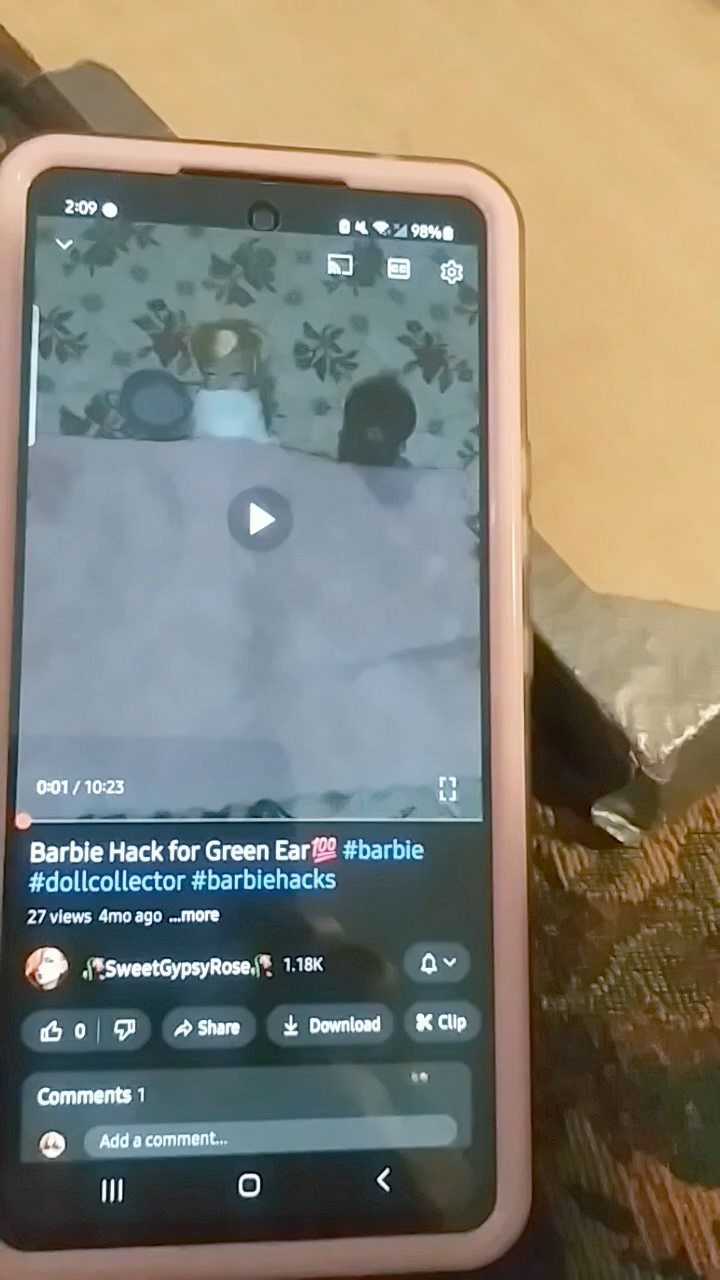 2:09 98%
CC
0:01 / 10:23
Barbie Hack for Green Ear💯 #barbie
#dollcollector #barbiehacks
27 views 4mo ago ...more
🥀SweetGypsyRose🥀 1.18K
0 Share Download Clip
Comments 1
Add a comment...